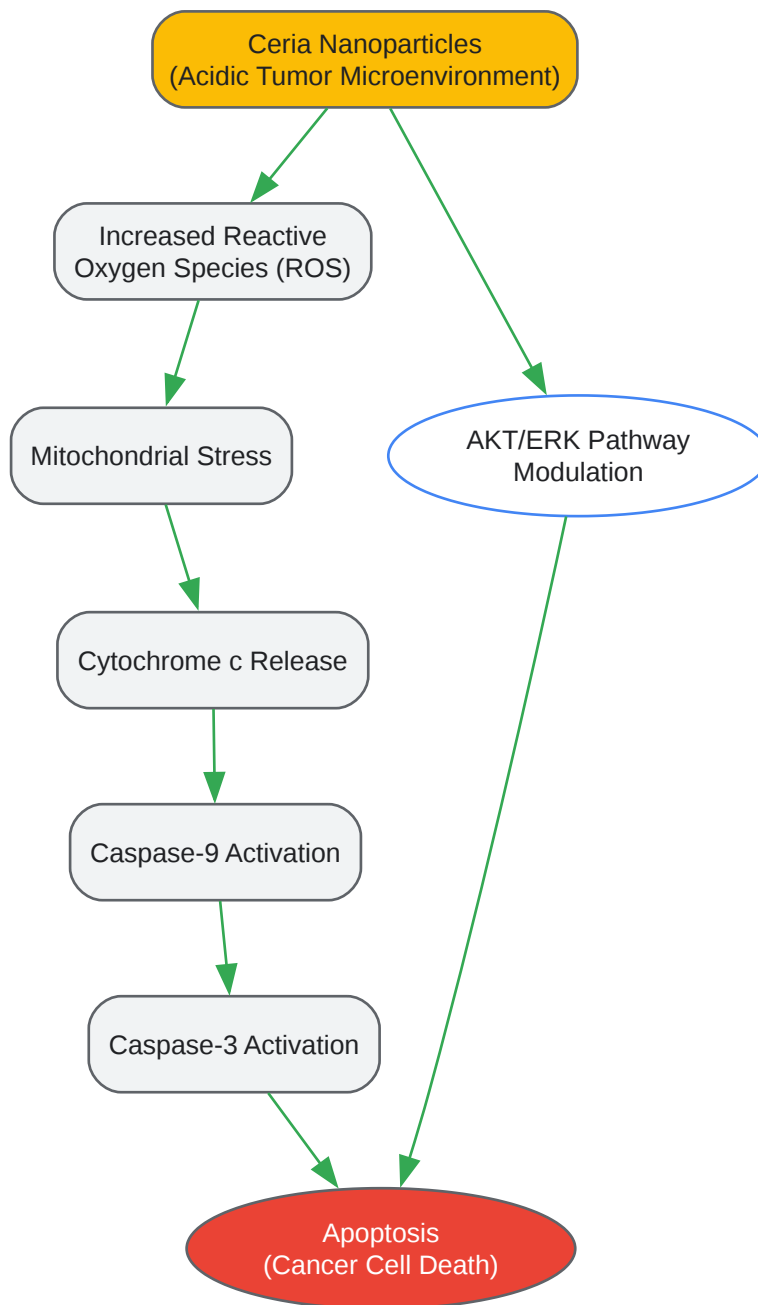 Ceria Nanoparticles
(Acidic Tumor Microenvironment)
Increased Reactive
Oxygen Species (ROS)
Mitochondrial Stress
AKT/ERK Pathway
Modulation
Cytochrome c Release
Caspase-9 Activation
Caspase-3 Activation
Apoptosis
(Cancer Cell Death)